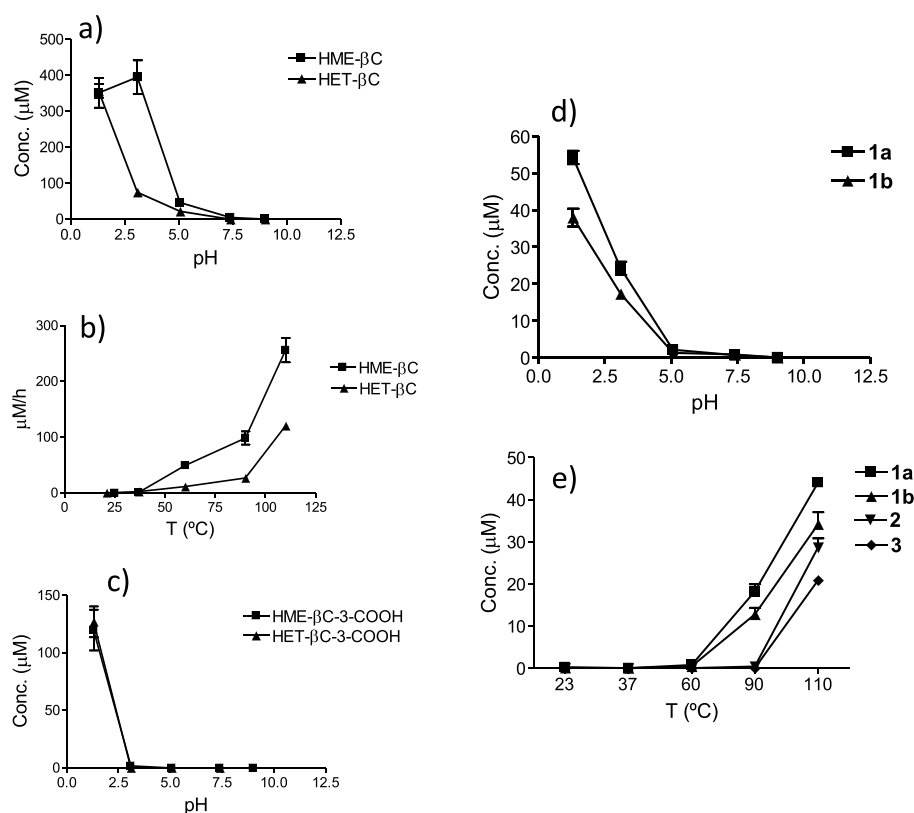 a)
500
400
300
200
100
0
Conc. (μM)
0.0 2.5 5.0 7.5 10.0 12.5
pH
HME-βC
HET-βC
b)
300
200
100
0
μM/h
0 25 50 75 100 125
T (ºC)
HME-βC
HET-βC
c)
150
100
50
0
Conc. (μM)
0.0 2.5 5.0 7.5 10.0 12.5
pH
HME-βC-3-COOH
HET-βC-3-COOH
d)
60
50
40
30
20
10
0
Conc. (μM)
0.0 2.5 5.0 7.5 10.0 12.5
pH
1a
1b
e)
50
40
30
20
10
0
Conc. (μM)
23 37 60 90 110
T (ºC)
1a
1b
2
3